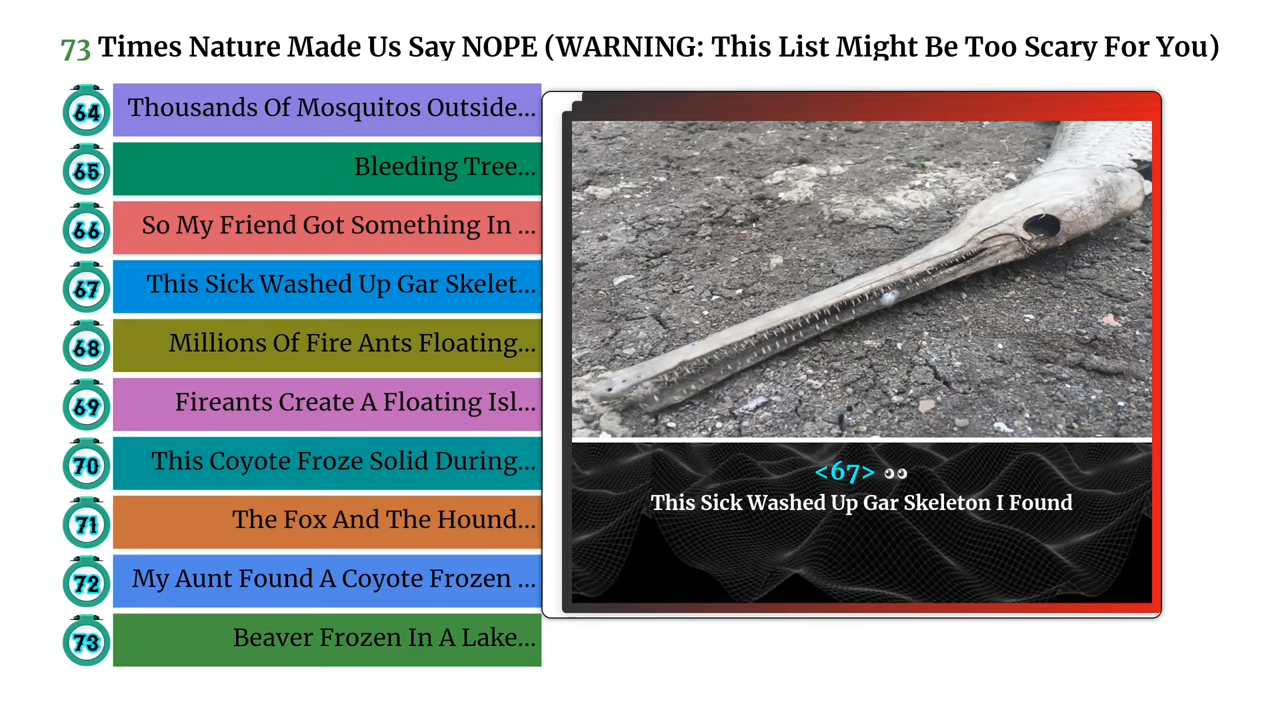 73 Times Nature Made Us Say NOPE (WARNING: This List Might Be Too Scary For You)
64 Thousands Of Mosquitos Outside...
65 Bleeding Tree...
66 So My Friend Got Something In ...
67 This Sick Washed Up Gar Skelet...
68 Millions Of Fire Ants Floating...
69 Fireants Create A Floating Isl...
70 This Coyote Froze Solid During...
71 The Fox And The Hound...
72 My Aunt Found A Coyote Frozen ...
73 Beaver Frozen In A Lake...
<67> 👀
This Sick Washed Up Gar Skeleton I Found